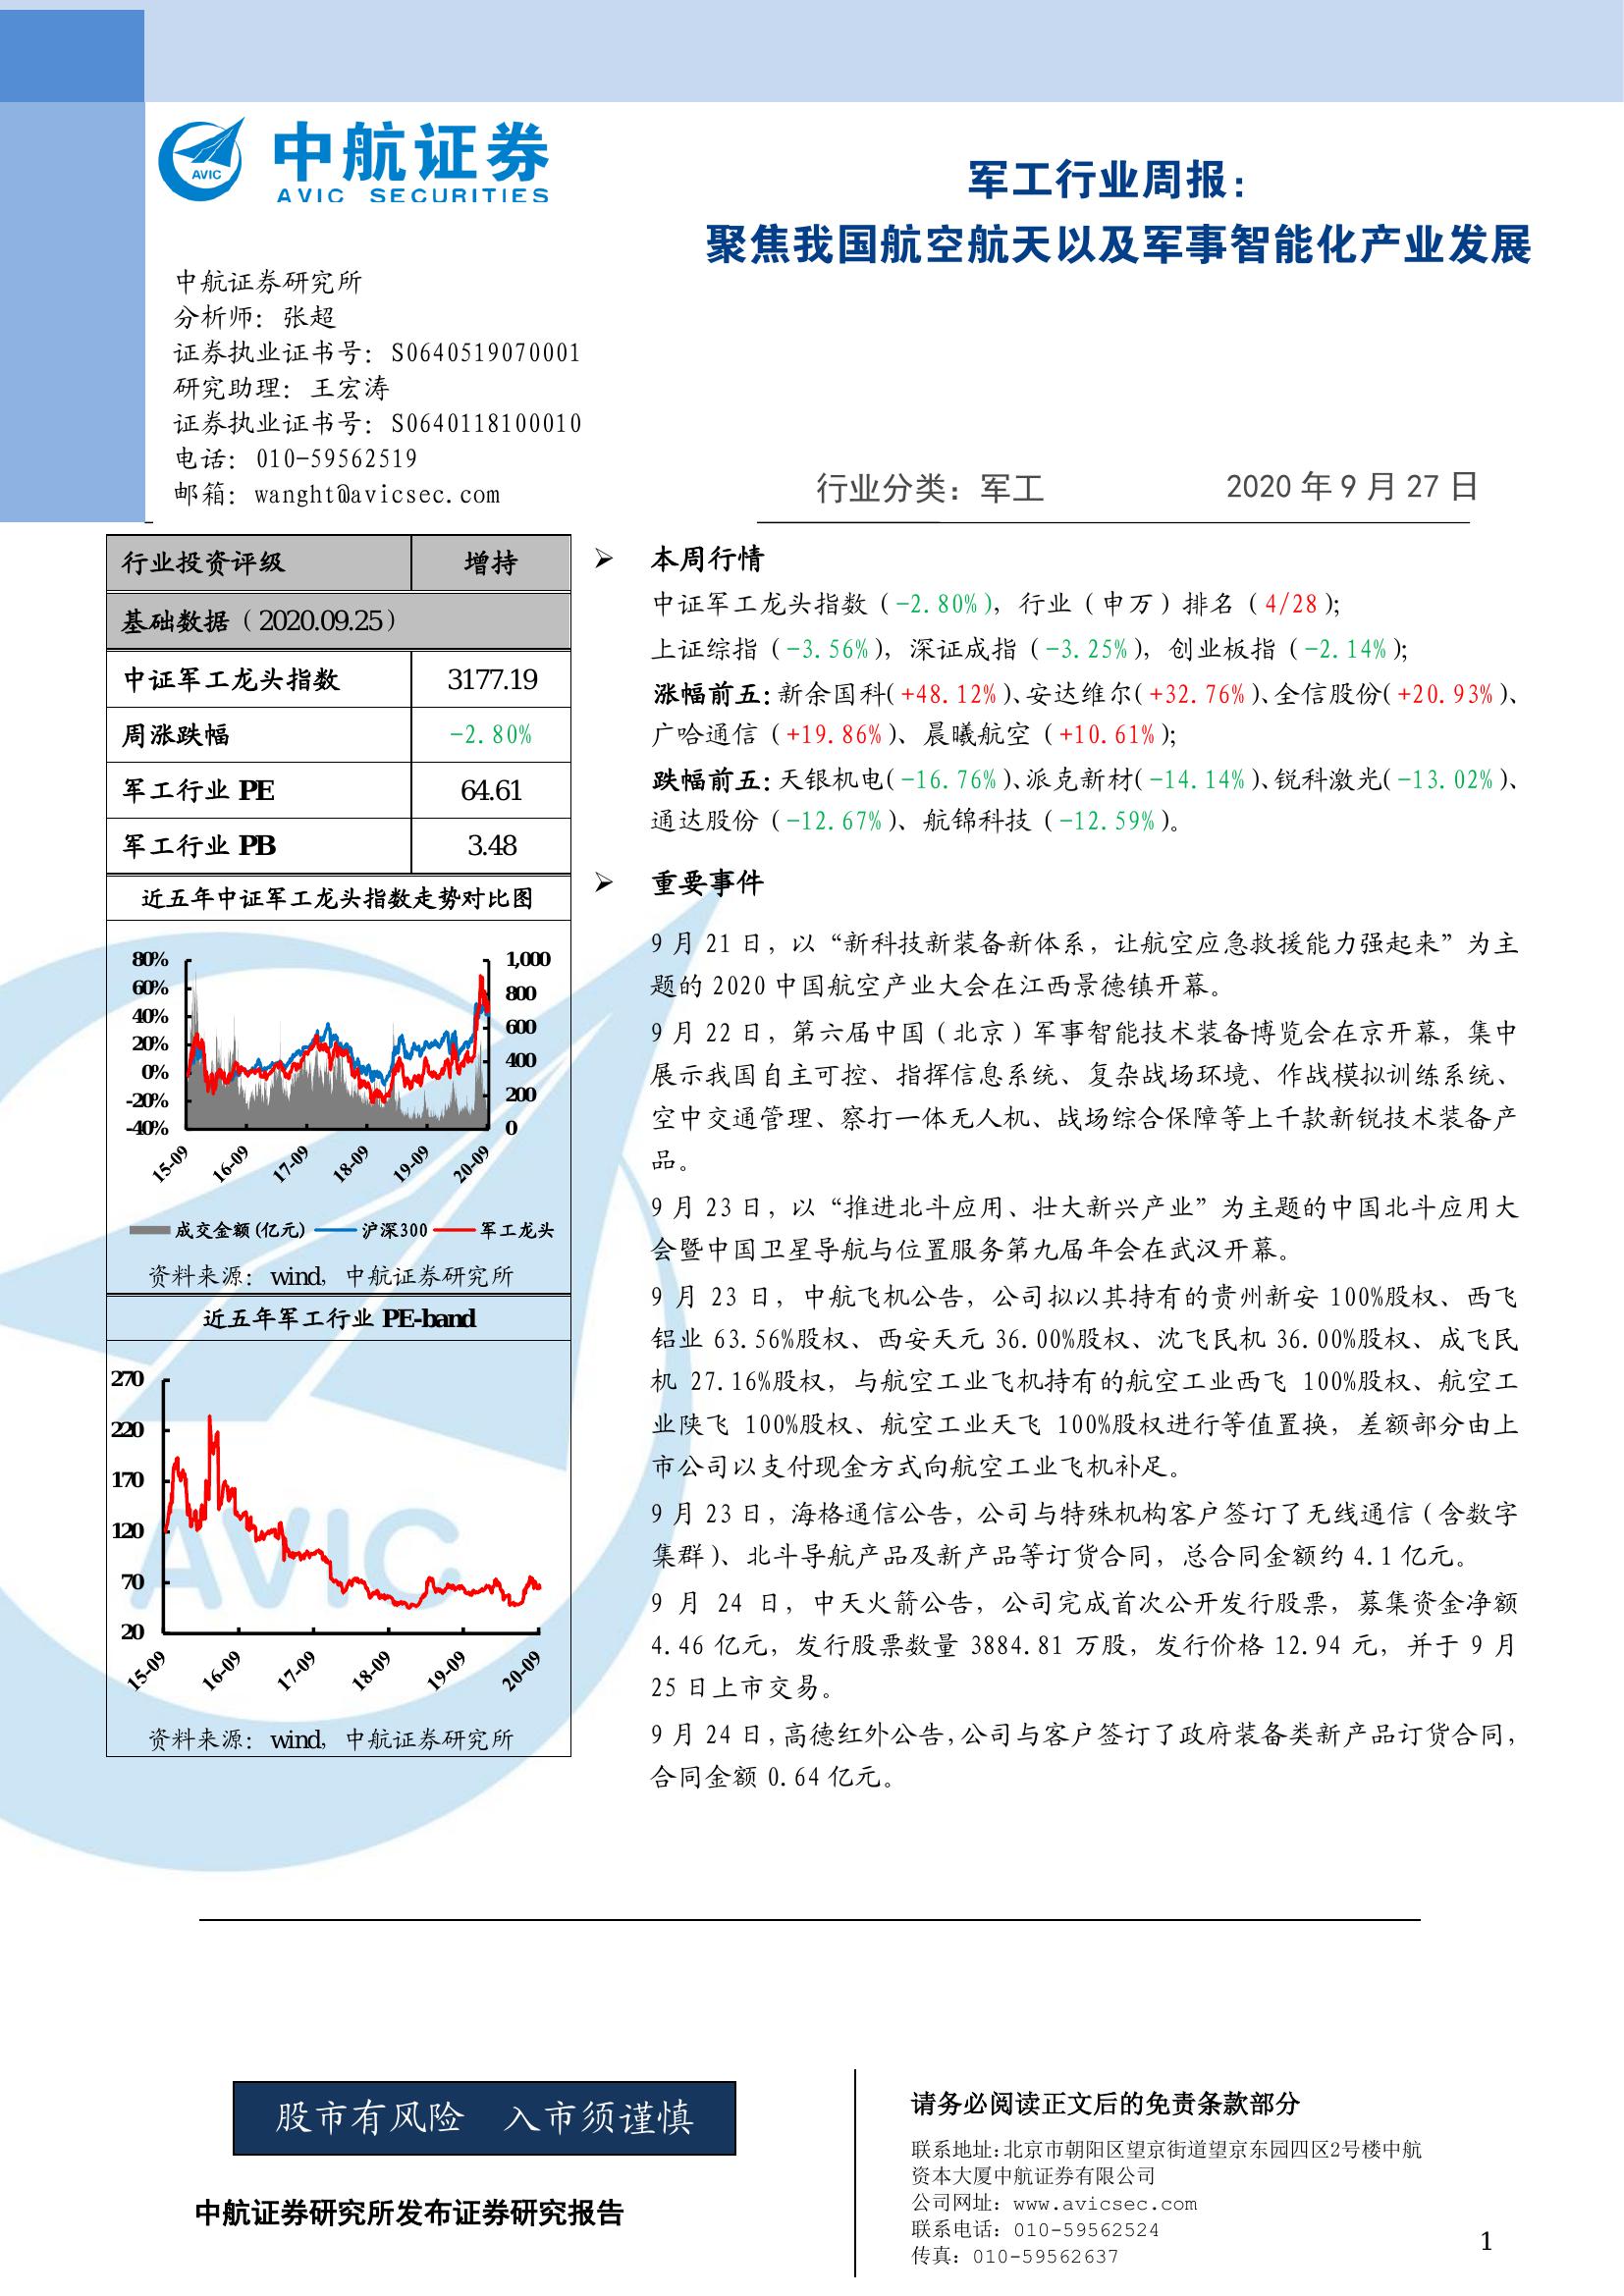 中航证券
AVIC SECURITIES
AVIC
军工行业周报：
聚焦我国航空航天以及军事智能化产业发展
中航证券研究所
分析师：张超
证券执业证书号：S0640519070001
研究助理：王宏涛
证券执业证书号：S0640118100010
电话：010-59562519
邮箱：wanght@avicsec.com
行业分类：军工
2020 年 9 月 27 日
行业投资评级 增持
基础数据（2020.09.25）
中证军工龙头指数 3177.19
周涨跌幅 -2.80%
军工行业 PE 64.61
军工行业 PB 3.48
近五年中证军工龙头指数走势对比图
80% 1,000
60% 800
40% 600
20% 400
0% 200
-20% 0
-40%
15-09 16-09 17-09 18-09 19-09 20-09
成交金额(亿元) 沪深300 军工龙头
资料来源：wind，中航证券研究所
近五年军工行业 PE-band
270
220
170
120
70
20
15-09 16-09 17-09 18-09 19-09 20-09
AVIC
资料来源：wind，中航证券研究所
本周行情
中证军工龙头指数（-2.80%），行业（申万）排名（4/28）；
上证综指（-3.56%），深证成指（-3.25%），创业板指（-2.14%）；
涨幅前五：新余国科（+48.12%）、安达维尔（+32.76%）、全信股份（+20.93%）、
广哈通信（+19.86%）、晨曦航空（+10.61%）；
跌幅前五：天银机电（-16.76%）、派克新材（-14.14%）、锐科激光（-13.02%）、
通达股份（-12.67%）、航锦科技（-12.59%）。
重要事件
9 月 21 日，以“新科技新装备新体系，让航空应急救援能力强起来”为主
题的 2020 中国航空产业大会在江西景德镇开幕。
9 月 22 日，第六届中国（北京）军事智能技术装备博览会在京开幕，集中
展示我国自主可控、指挥信息系统、复杂战场环境、作战模拟训练系统、
空中交通管理、察打一体无人机、战场综合保障等上千款新锐技术装备产
品。
9 月 23 日，以“推进北斗应用、壮大新兴产业”为主题的中国北斗应用大
会暨中国卫星导航与位置服务第九届年会在武汉开幕。
9 月 23 日，中航飞机公告，公司拟以其持有的贵州新安 100%股权、西飞
铝业 63.56%股权、西安天元 36.00%股权、沈飞民机 36.00%股权、成飞民
机 27.16%股权，与航空工业飞机持有的航空工业西飞 100%股权、航空工
业陕飞 100%股权、航空工业天飞 100%股权进行等值置换，差额部分由上
市公司以支付现金方式向航空工业飞机补足。
9 月 23 日，海格通信公告，公司与特殊机构客户签订了无线通信（含数字
集群）、北斗导航产品及新产品等订货合同，总合同金额约 4.1 亿元。
9 月 24 日，中天火箭公告，公司完成首次公开发行股票，募集资金净额
4.46 亿元，发行股票数量 3884.81 万股，发行价格 12.94 元，并于 9 月
25 日上市交易。
9 月 24 日，高德红外公告，公司与客户签订了政府装备类新产品订货合同，
合同金额 0.64 亿元。
股市有风险 入市须谨慎
中航证券研究所发布证券研究报告
请务必阅读正文后的免责条款部分
联系地址：北京市朝阳区望京街道望京东园四区2号楼中航
资本大厦中航证券有限公司
公司网址：www.avicsec.com
联系电话：010-59562524
传真：010-59562637
1